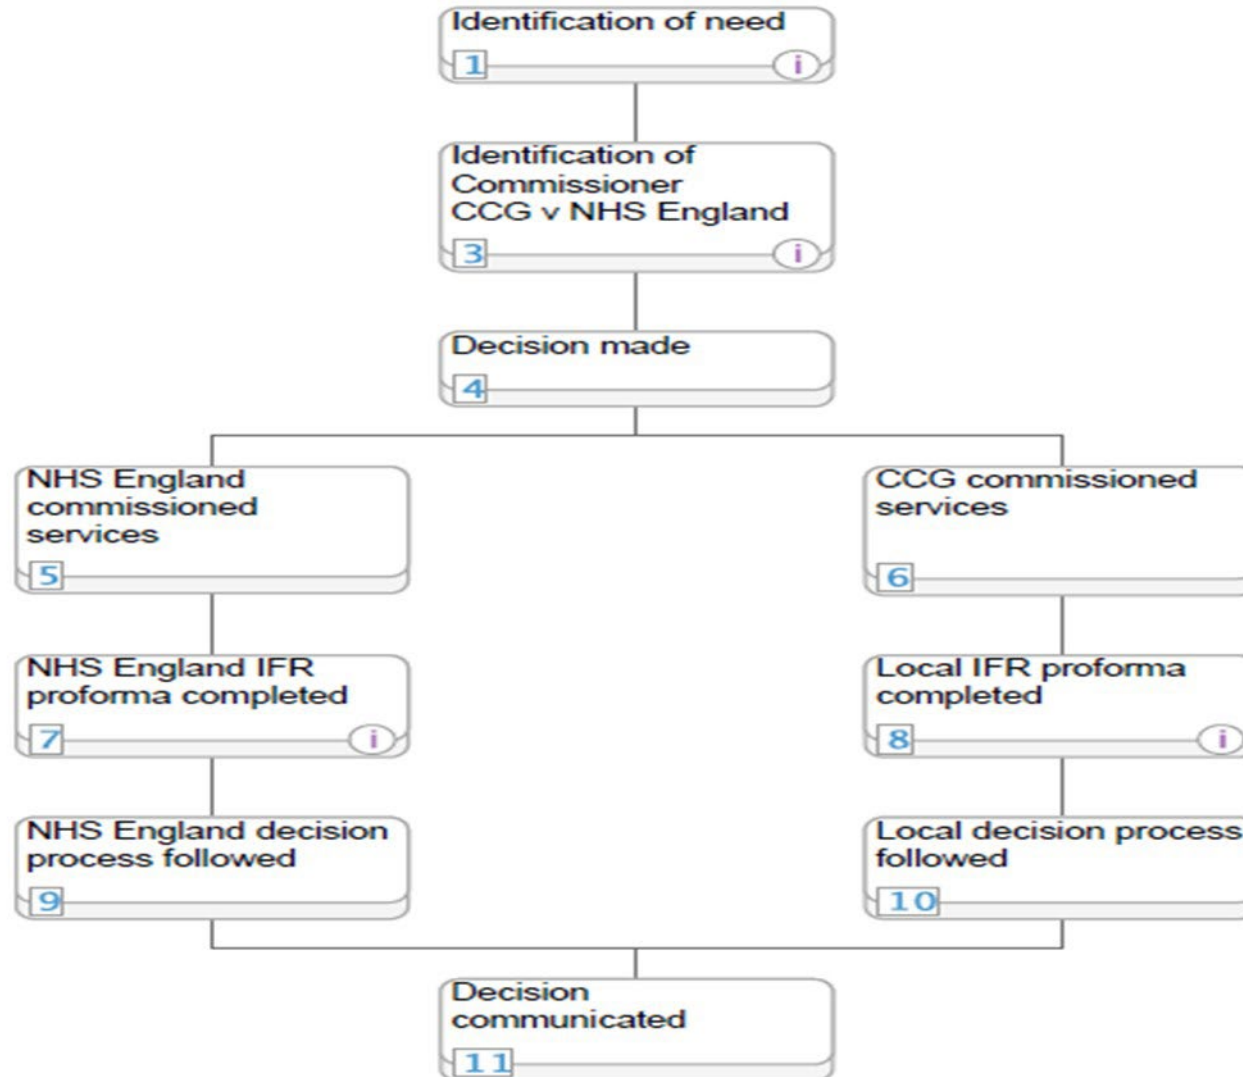 Identification of need
1 i
Identification of
Commissioner
CCG v NHS England
3 i
Decision made
4
NHS England
commissioned
services
5
CCG commissioned
services
6
NHS England IFR
proforma completed
7 i
Local IFR proforma
completed
8 i
NHS England decision
process followed
9
Local decision process
followed
10
Decision
communicated
11